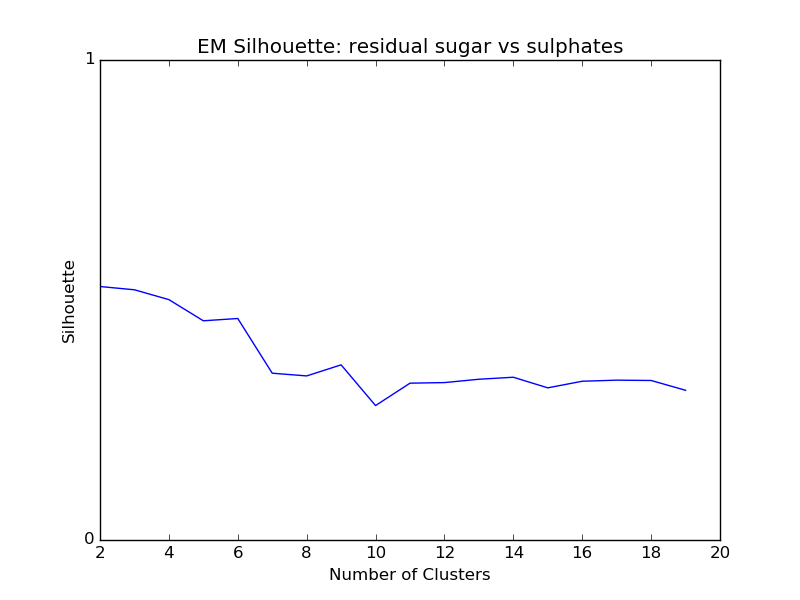 EM Silhouette: residual sugar vs sulphates
1
Silhouette
0
2 4 6 8 10 12 14 16 18 20
Number of Clusters